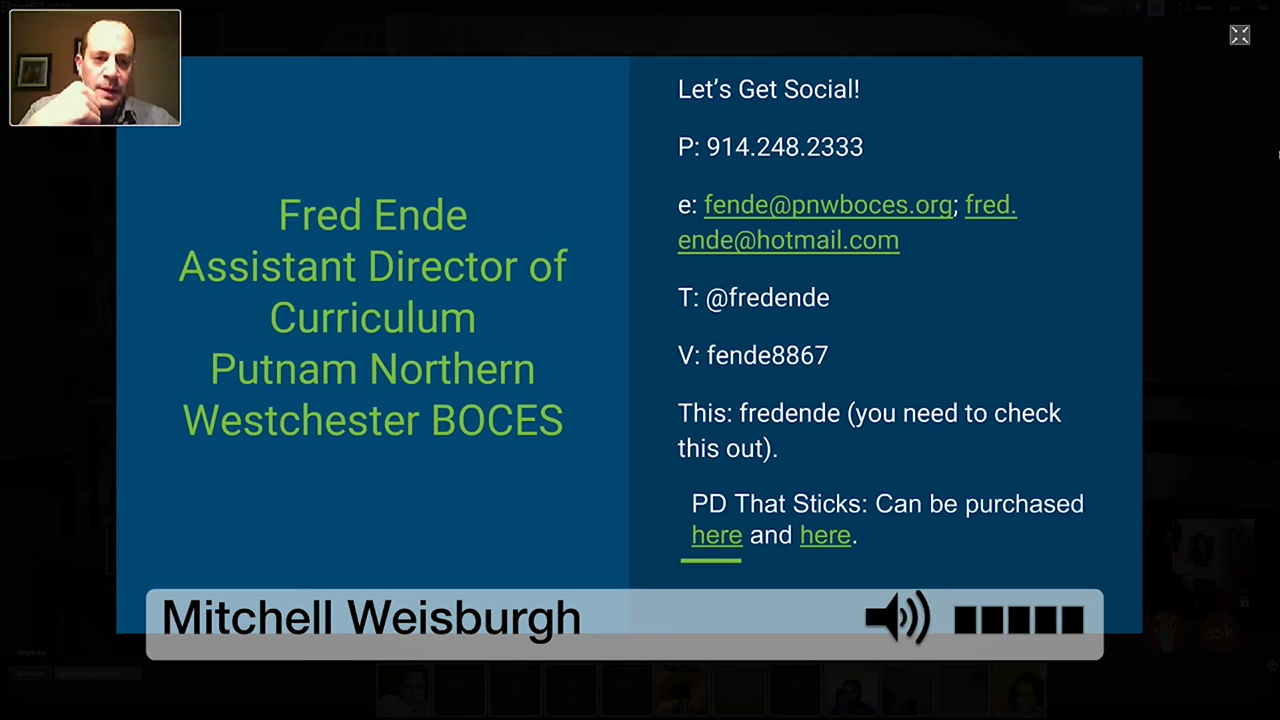 Fred Ende
Assistant Director of
Curriculum
Putnam Northern
Westchester BOCES
Let's Get Social!
P: 914.248.2333
e: fende@pnwboces.org; fred.
ende@hotmail.com
T: @fredende
V: fende8867
This: fredende (you need to check
this out).
PD That Sticks: Can be purchased
here and here.
Mitchell Weisburgh
ask